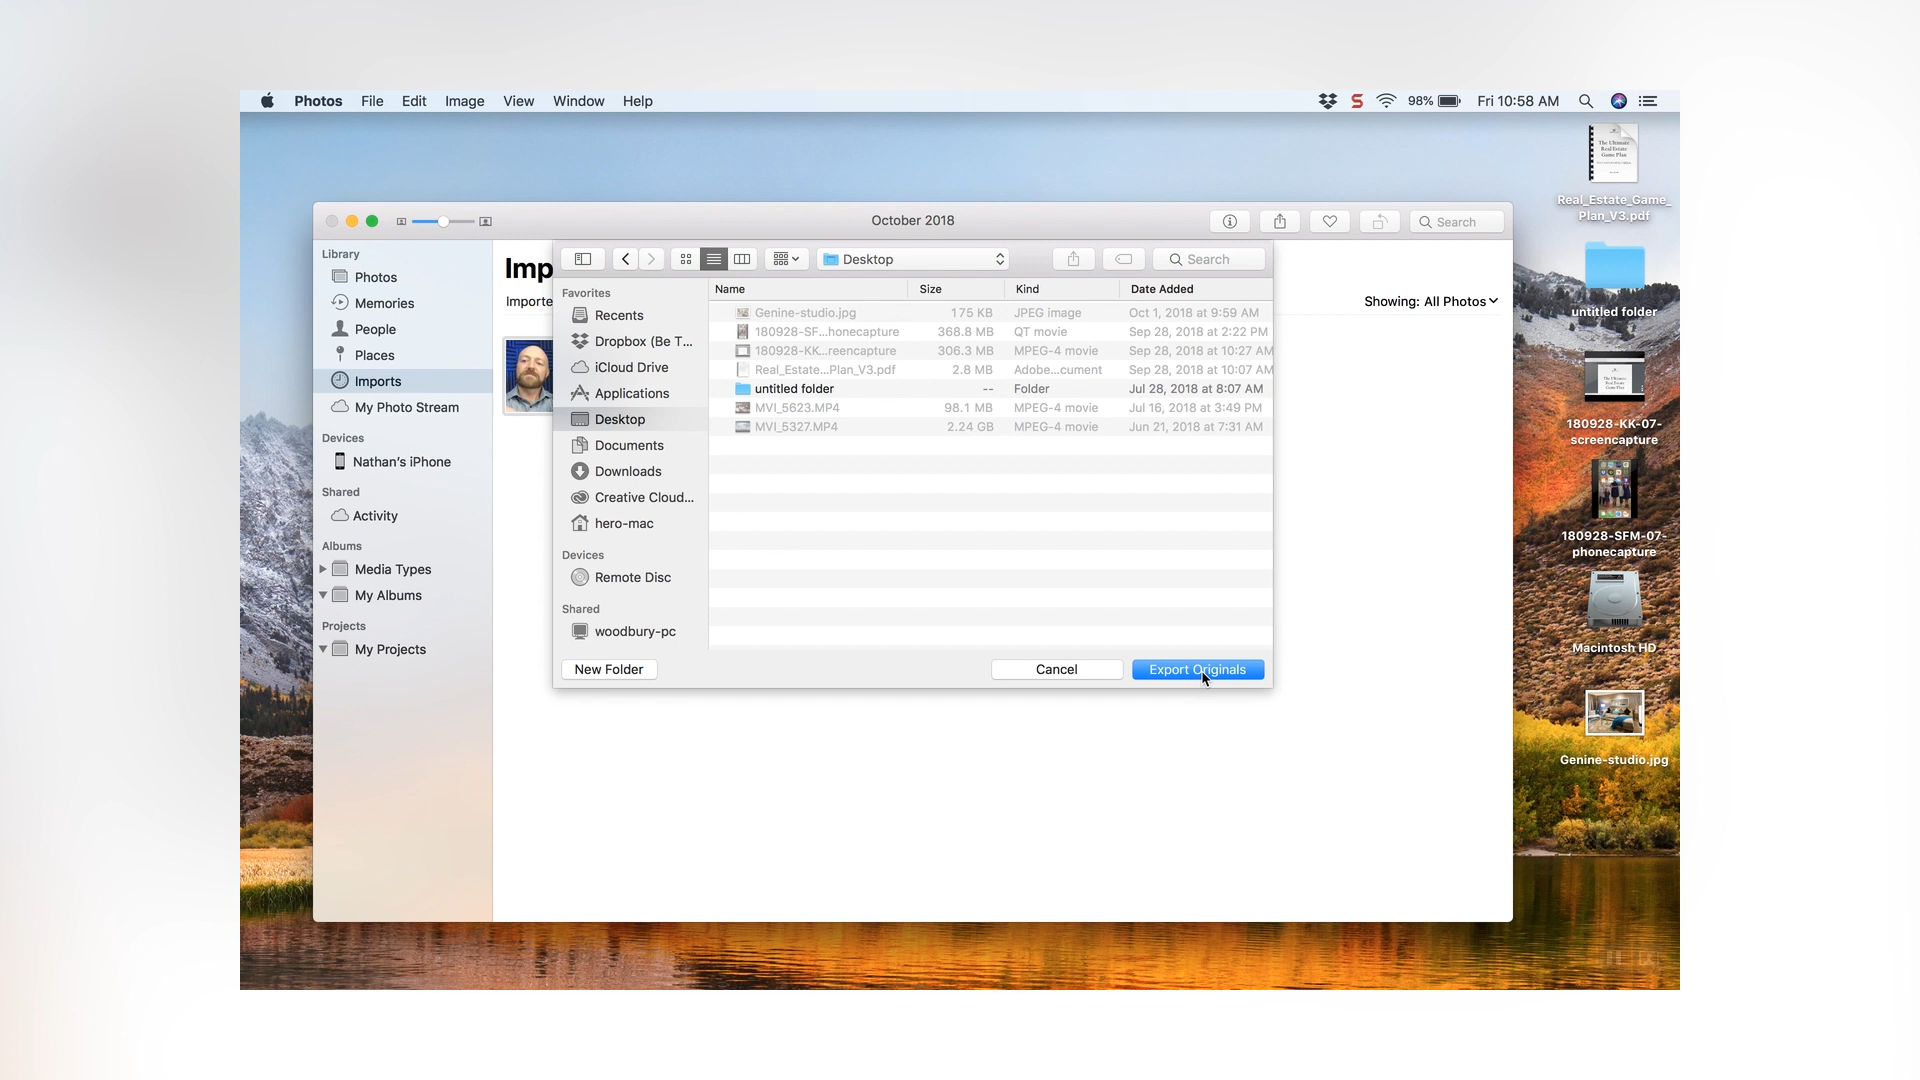 Photos File Edit Image View Window Help 98% Fri 10:58 AM
October 2018
Search
Library
Photos
Memories
People
Places
Imports
My Photo Stream
Devices
Nathan's iPhone
Shared
Activity
Albums
Media Types
My Albums
Projects
My Projects
Imp
Importe
Showing: All Photos
Desktop
Search
Favorites
Recents
Dropbox (Be T...
iCloud Drive
Applications
Desktop
Documents
Downloads
Creative Cloud...
hero-mac
Devices
Remote Disc
Shared
woodbury-pc
Name Size Kind Date Added
Genine-studio.jpg 175 KB JPEG image Oct 1, 2018 at 9:59 AM
180928-SF...honecapture 368.8 MB QT movie Sep 28, 2018 at 2:22 PM
180928-KK...reencapture 306.3 MB MPEG-4 movie Sep 28, 2018 at 10:27 AM
Real_Estate...Plan_V3.pdf 2.8 MB Adobe...cument Sep 28, 2018 at 10:07 AM
untitled folder -- Folder Jul 28, 2018 at 8:07 AM
MVI_5623.MP4 98.1 MB MPEG-4 movie Jul 16, 2018 at 3:49 PM
MVI_5327.MP4 2.24 GB MPEG-4 movie Jun 21, 2018 at 7:31 AM
New Folder Cancel Export Originals
The Ultimate
Real Estate
Game Plan
Real_Estate_Game_
Plan_V3.pdf
untitled folder
180928-KK-07-
screencapture
180928-SFM-07-
phonecapture
Macintosh HD
Genine-studio.jpg